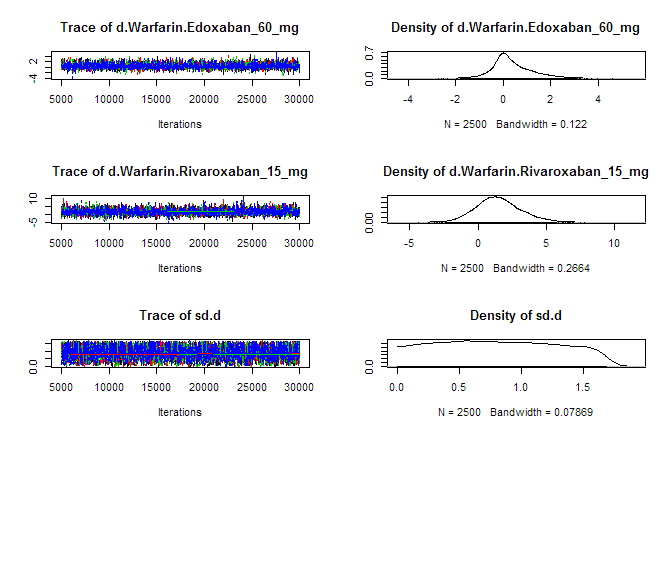 Trace of d.Warfarin.Edoxaban_60_mg
2
-4
5000 10000 15000 20000 25000 30000
Iterations
Density of d.Warfarin.Edoxaban_60_mg
0.7
0.0
-4 -2 0 2 4
N = 2500 Bandwidth = 0.122
Trace of d.Warfarin.Rivaroxaban_15_mg
10
-5
5000 10000 15000 20000 25000 30000
Iterations
Density of d.Warfarin.Rivaroxaban_15_mg
0.00
-5 0 5 10
N = 2500 Bandwidth = 0.2664
Trace of sd.d
0.0
5000 10000 15000 20000 25000 30000
Iterations
Density of sd.d
0.0
0.0 0.5 1.0 1.5
N = 2500 Bandwidth = 0.07869